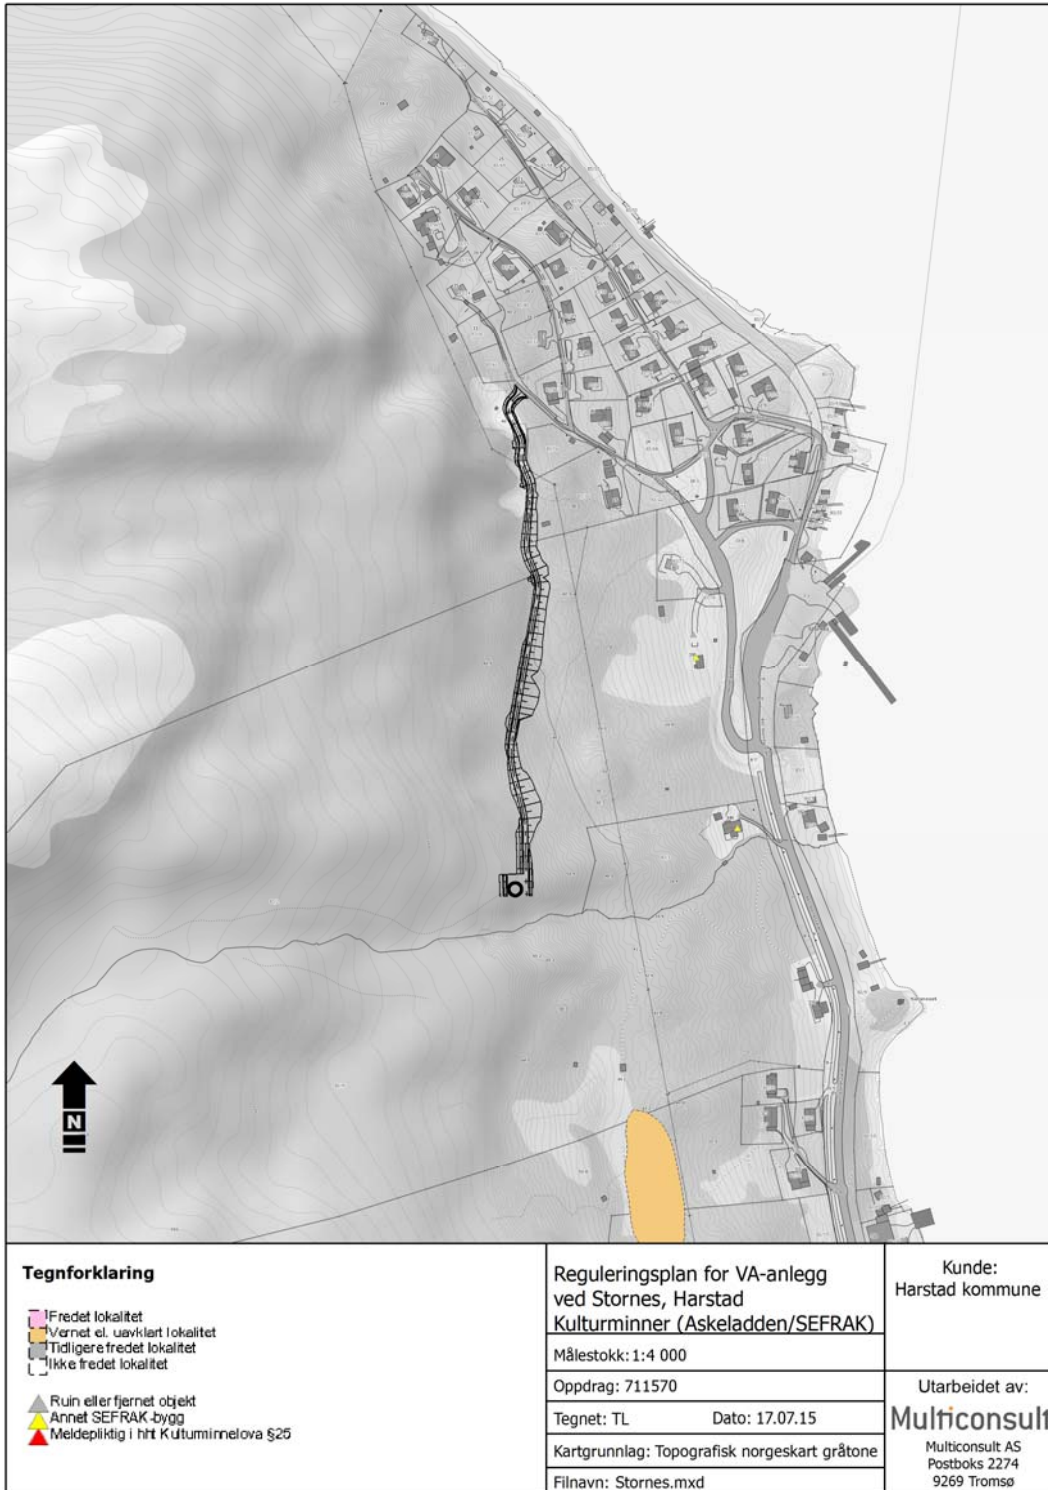 N
Tegnforklaring
Fredet lokalitet
Vernet el. uavklart lokalitet
Tidligere fredet lokalitet
Ikke fredet lokalitet
Ruin eller fjernet objekt
Annet SEFRAK-bygg
Meldepliktig i hht Kulturminnelova §25
Reguleringsplan for VA-anlegg
ved Stornes, Harstad
Kulturminner (Askeladden/SEFRAK)
Målestokk: 1:4 000
Oppdrag: 711570
Tegnet: TL Dato: 17.07.15
Kartgrunnlag: Topografisk norgeskart gråtone
Filnavn: Stornes.mxd
Kunde:
Harstad kommune
Utarbeidet av:
Multiconsult
Multiconsult AS
Postboks 2274
9269 Tromsø